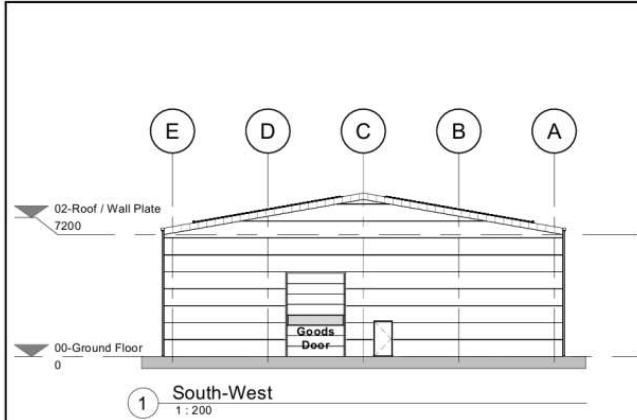 E D C B A
02-Roof / Wall Plate
7200
Goods
Door
00-Ground Floor
0
1 South-West
1 : 200